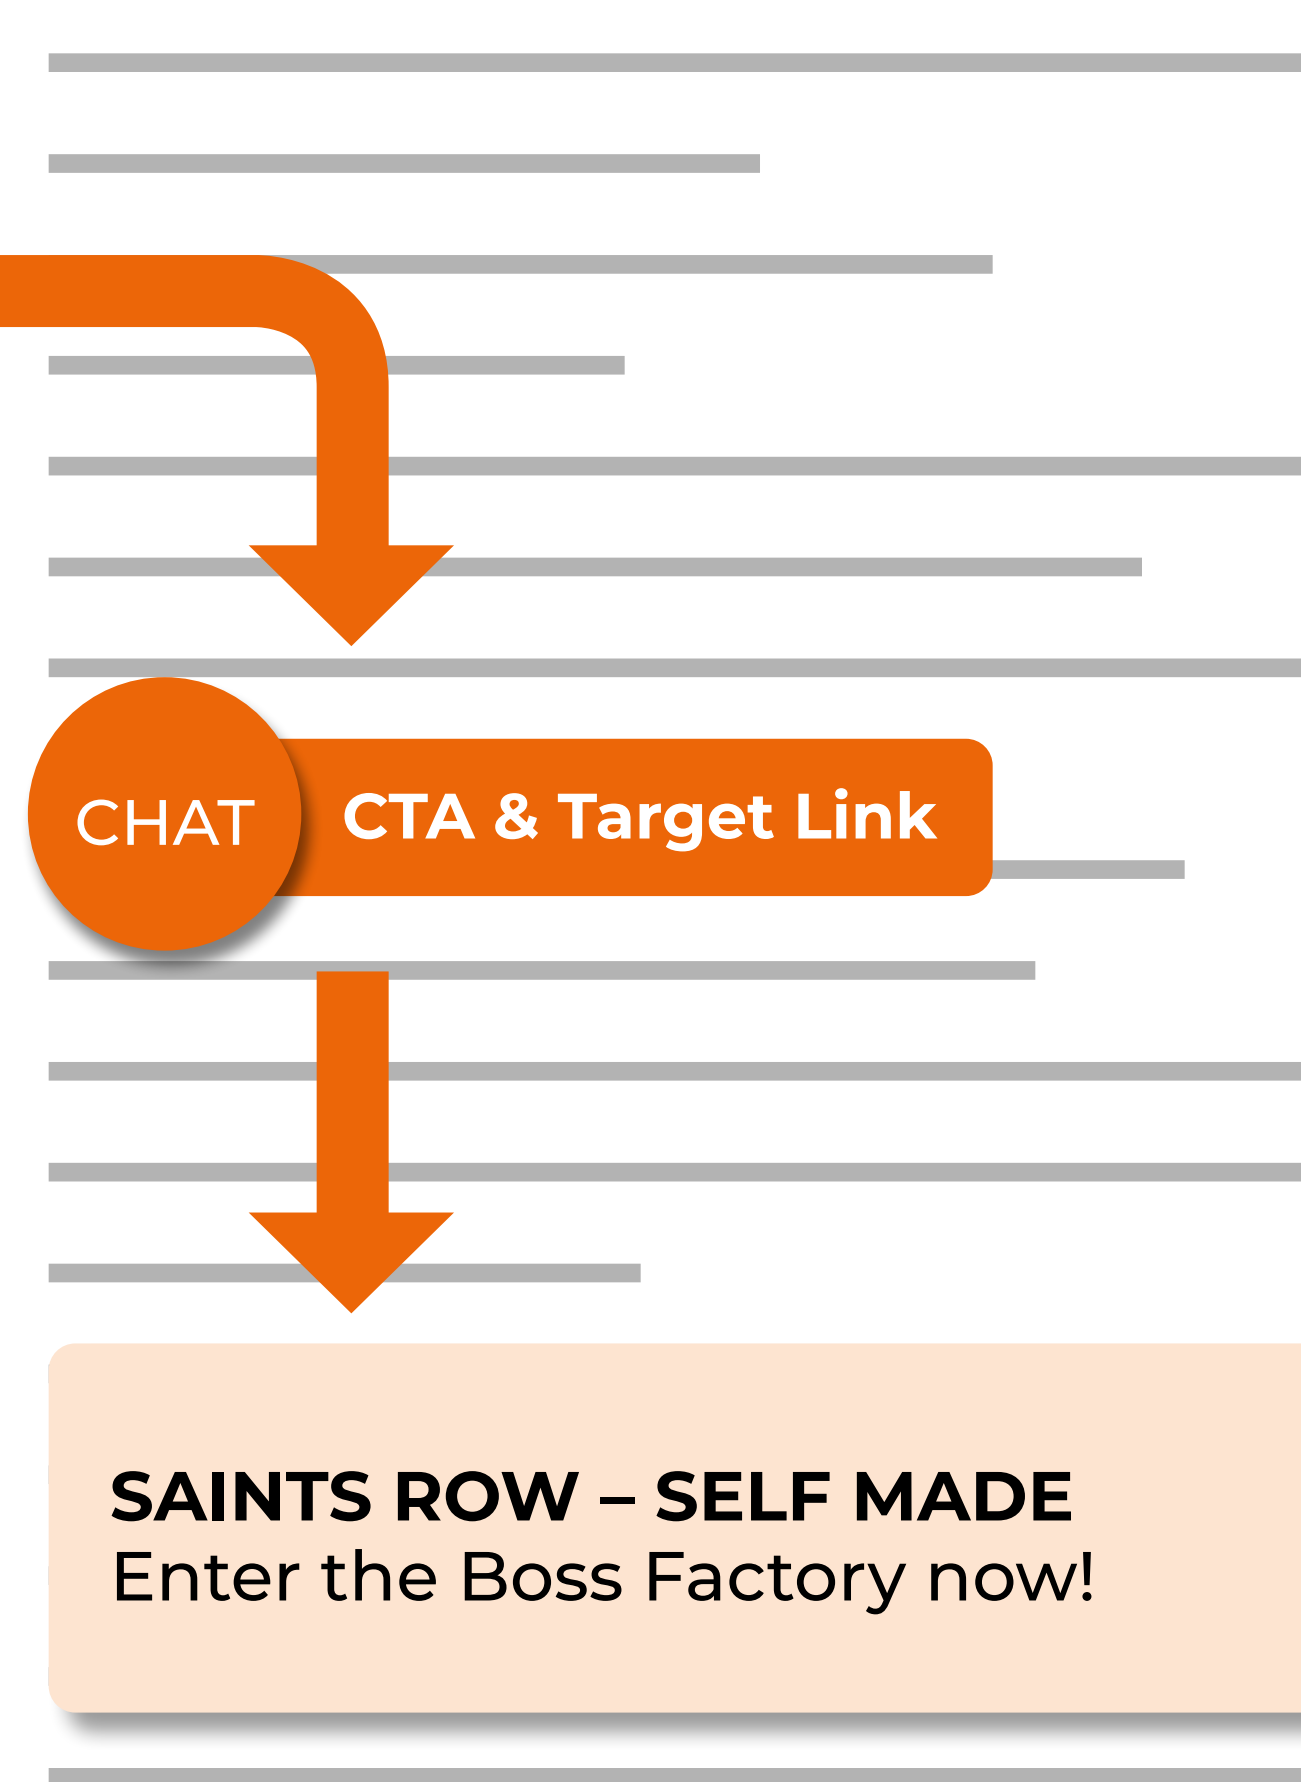 CHAT
CTA & Target Link
SAINTS ROW – SELF MADE
Enter the Boss Factory now!